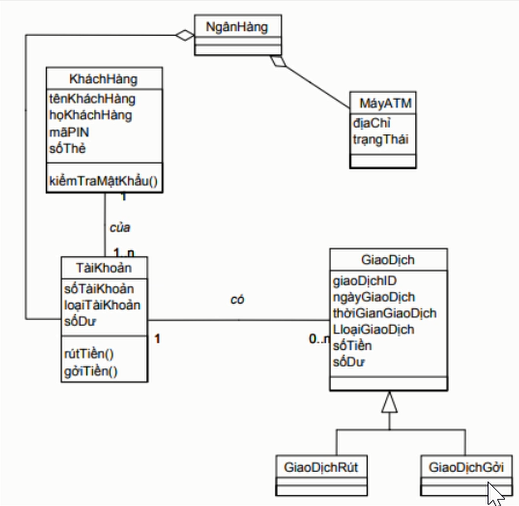 NgânHàng
KháchHàng
tênKháchHàng
họKháchHàng
mãPIN
sốThẻ
kiểmTraMậtKhẩu()
MáyATM
địaChỉ
trạngThái
1
của
1..n
TàiKhoản
sốTàiKhoản
loạiTàiKhoản
sốDư
rútTiền()
gởiTiền()
có
1
0..n
GiaoDịch
giaoDịchID
ngàyGiaoDịch
thờiGianGiaoDịch
LloạiGiaoDịch
sốTiền
sốDư
GiaoDịchRút
GiaoDịchGởi